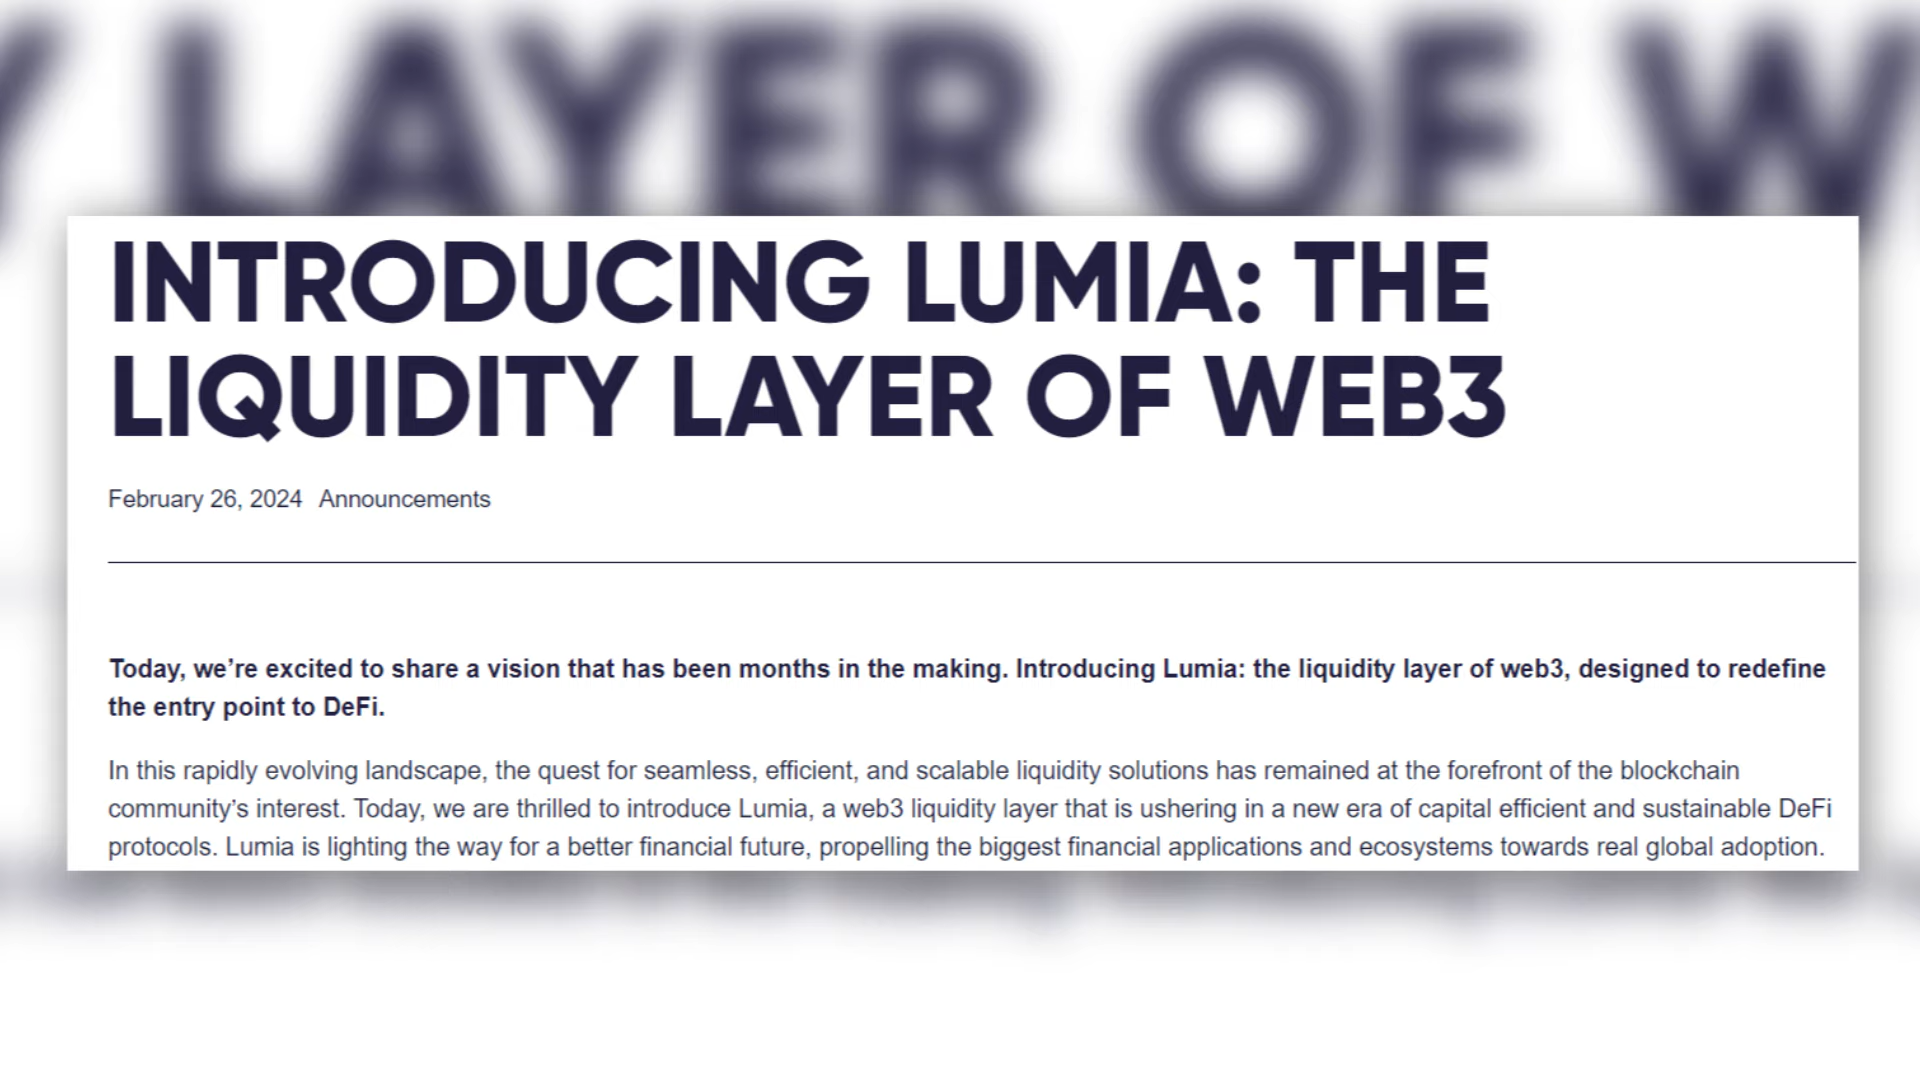 Y LAYER OF W
INTRODUCING LUMIA: THE
LIQUIDITY LAYER OF WEB3
February 26, 2024 Announcements
Today, we’re excited to share a vision that has been months in the making. Introducing Lumia: the liquidity layer of web3, designed to redefine
the entry point to DeFi.
In this rapidly evolving landscape, the quest for seamless, efficient, and scalable liquidity solutions has remained at the forefront of the blockchain
community’s interest. Today, we are thrilled to introduce Lumia, a web3 liquidity layer that is ushering in a new era of capital efficient and sustainable DeFi
protocols. Lumia is lighting the way for a better financial future, propelling the biggest financial applications and ecosystems towards real global adoption.